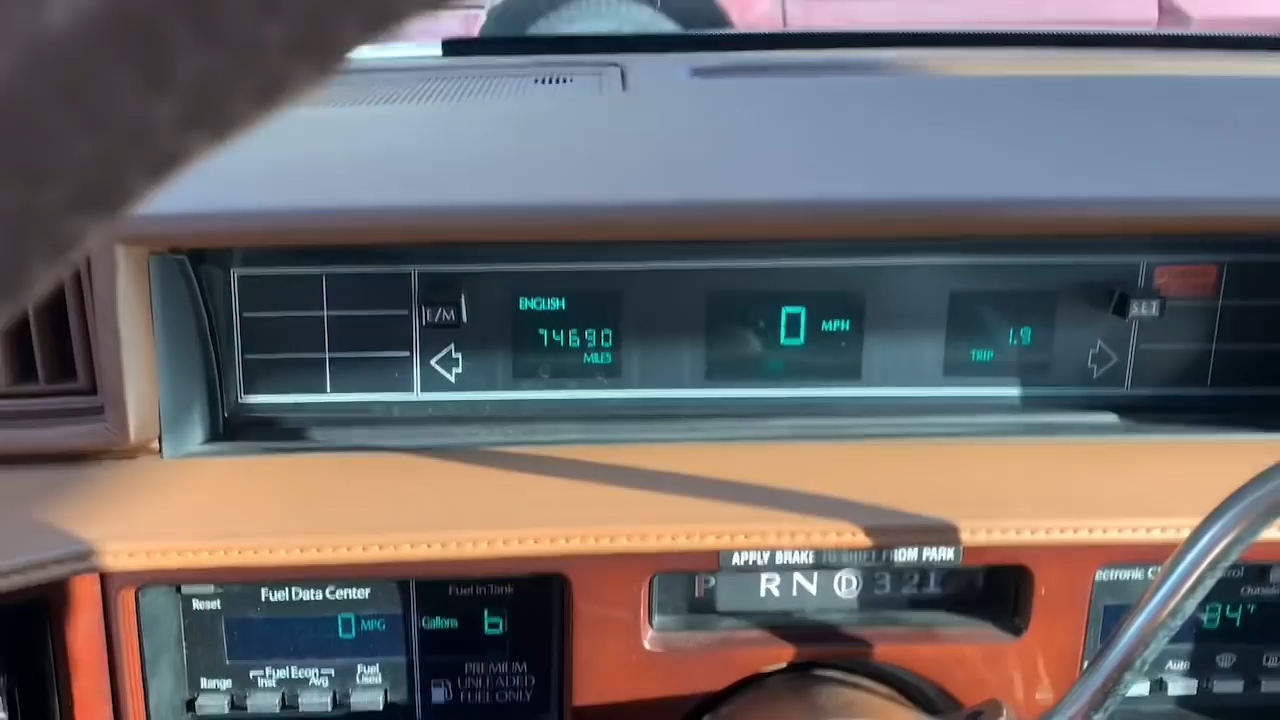 E/M
ENGLISH
74690
MILES
0 MPH
1.9
TRIP
SET
APPLY BRAKE TO SHIFT FROM PARK
P R N D 3 2 1
Reset
Fuel Data Center
0 MPG
Fuel Econ
Range
Inst
Avg
Fuel
Used
Fuel In Tank
Gallons 6
PREMIUM
UNLEADED
FUEL ONLY
Outside
84°
Auto